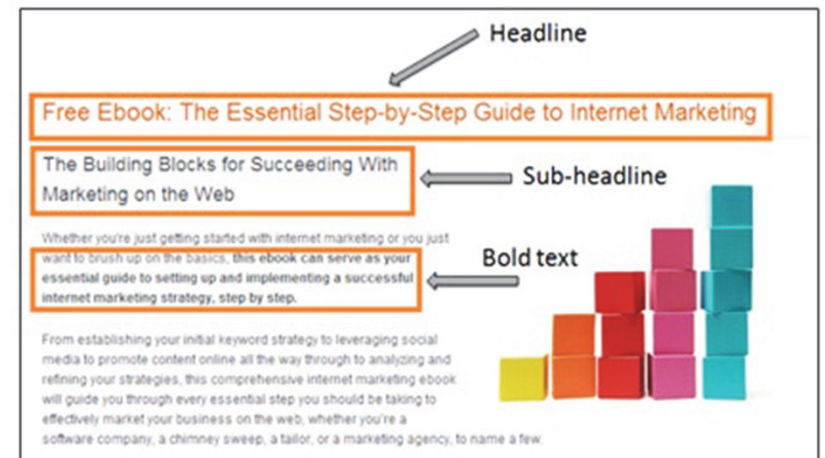 Headline
Free Ebook: The Essential Step-by-Step Guide to Internet Marketing
The Building Blocks for Succeeding With
Marketing on the Web
Sub-headline
Whether you're just getting started with internet marketing or you just
want to brush up on the basics, this ebook can serve as your
essential guide to setting up and implementing a successful
internet marketing strategy, step by step.
Bold text
From establishing your initial keyword strategy to leveraging social
media to promote content online all the way through to analyzing and
refining your strategies, this comprehensive internet marketing ebook
will guide you through every essential step you should be taking to
effectively market your business on the web, whether you're a
software company, a chimney sweep, a tailor, or a marketing agency, to name a few.